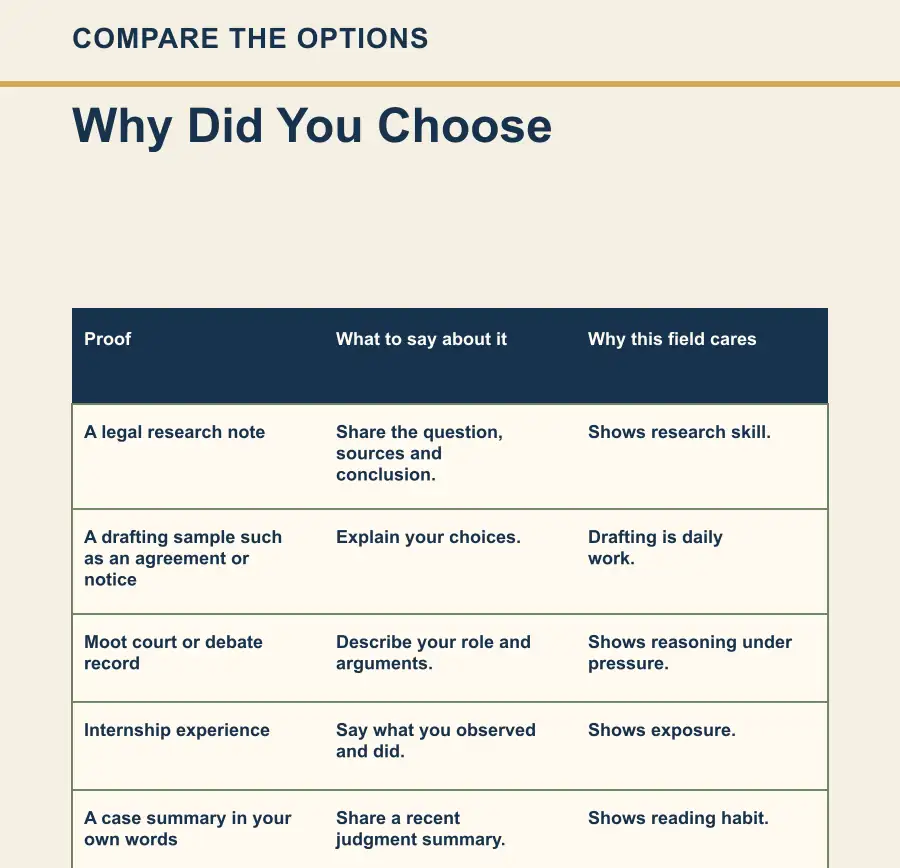 COMPARE THE OPTIONS
Why Did You Choose
Proof
What to say about it
Why this field cares
A legal research note
Share the question,
sources and
conclusion.
Shows research skill.
A drafting sample such
as an agreement or
notice
Explain your choices.
Drafting is daily
work.
Moot court or debate
record
Describe your role and
arguments.
Shows reasoning under
pressure.
Internship experience
Say what you observed
and did.
Shows exposure.
A case summary in your
own words
Share a recent
judgment summary.
Shows reading habit.